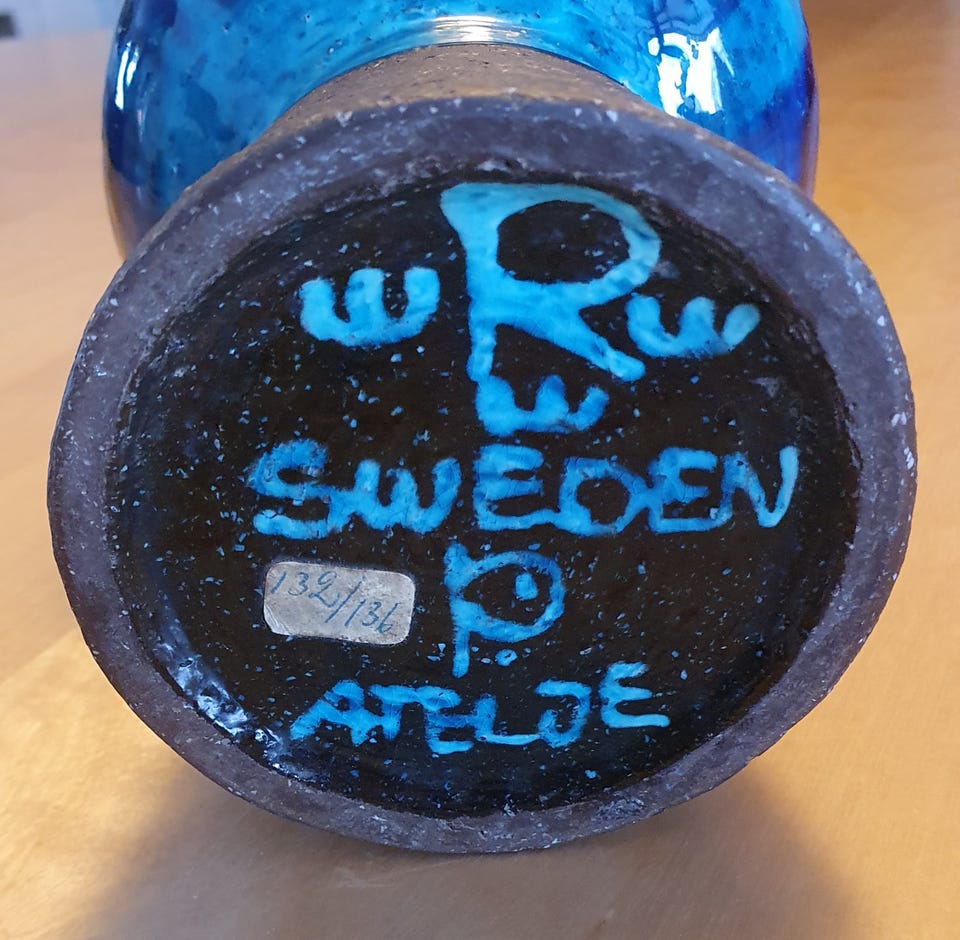 R
SWEDEN
P.
132/136
ATELJE